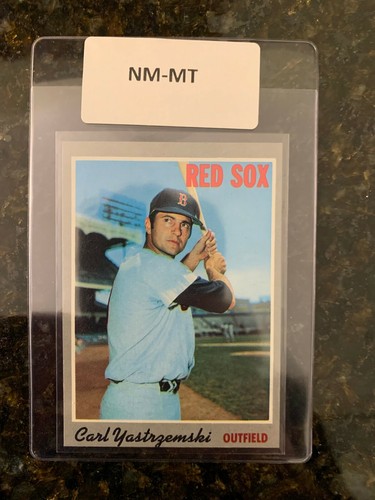 NM-MT
RED SOX
B
Carl Yastrzemski OUTFIELD